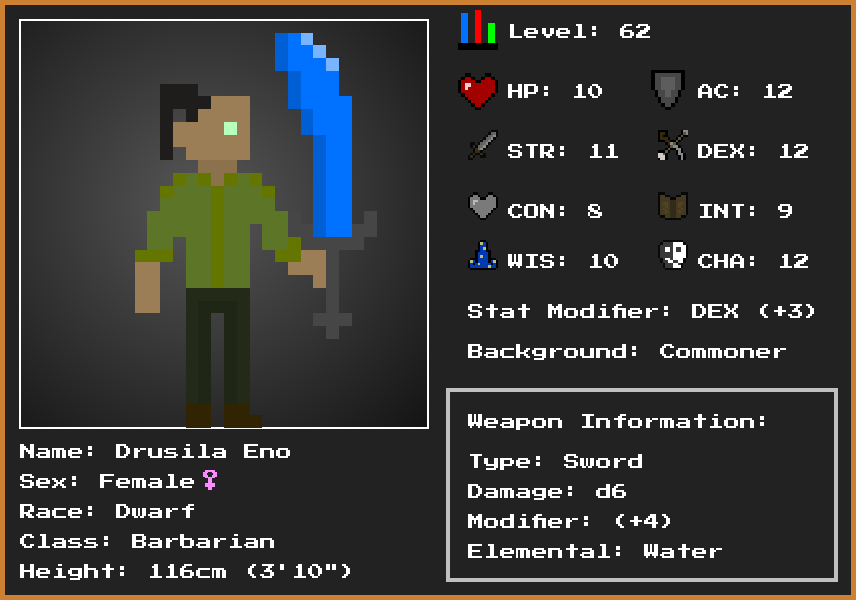 Level: 62
HP: 10 AC: 12
STR: 11 DEX: 12
CON: 8 INT: 9
WIS: 10 CHA: 12
Stat Modifier: DEX (+3)
Background: Commoner
Weapon Information:
Type: Sword
Damage: d6
Modifier: (+4)
Elemental: Water
Name: Drusila Eno
Sex: Female♀
Race: Dwarf
Class: Barbarian
Height: 116cm (3'10")